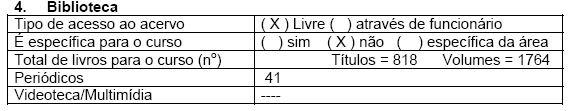 4. Biblioteca
Tipo de acesso ao acervo ( X ) Livre ( ) através de funcionário
É específica para o curso ( ) sim ( X ) não ( ) específica da área
Total de livros para o curso (nº) Títulos = 818 Volumes = 1764
Periódicos 41
Videoteca/Multimídia ----